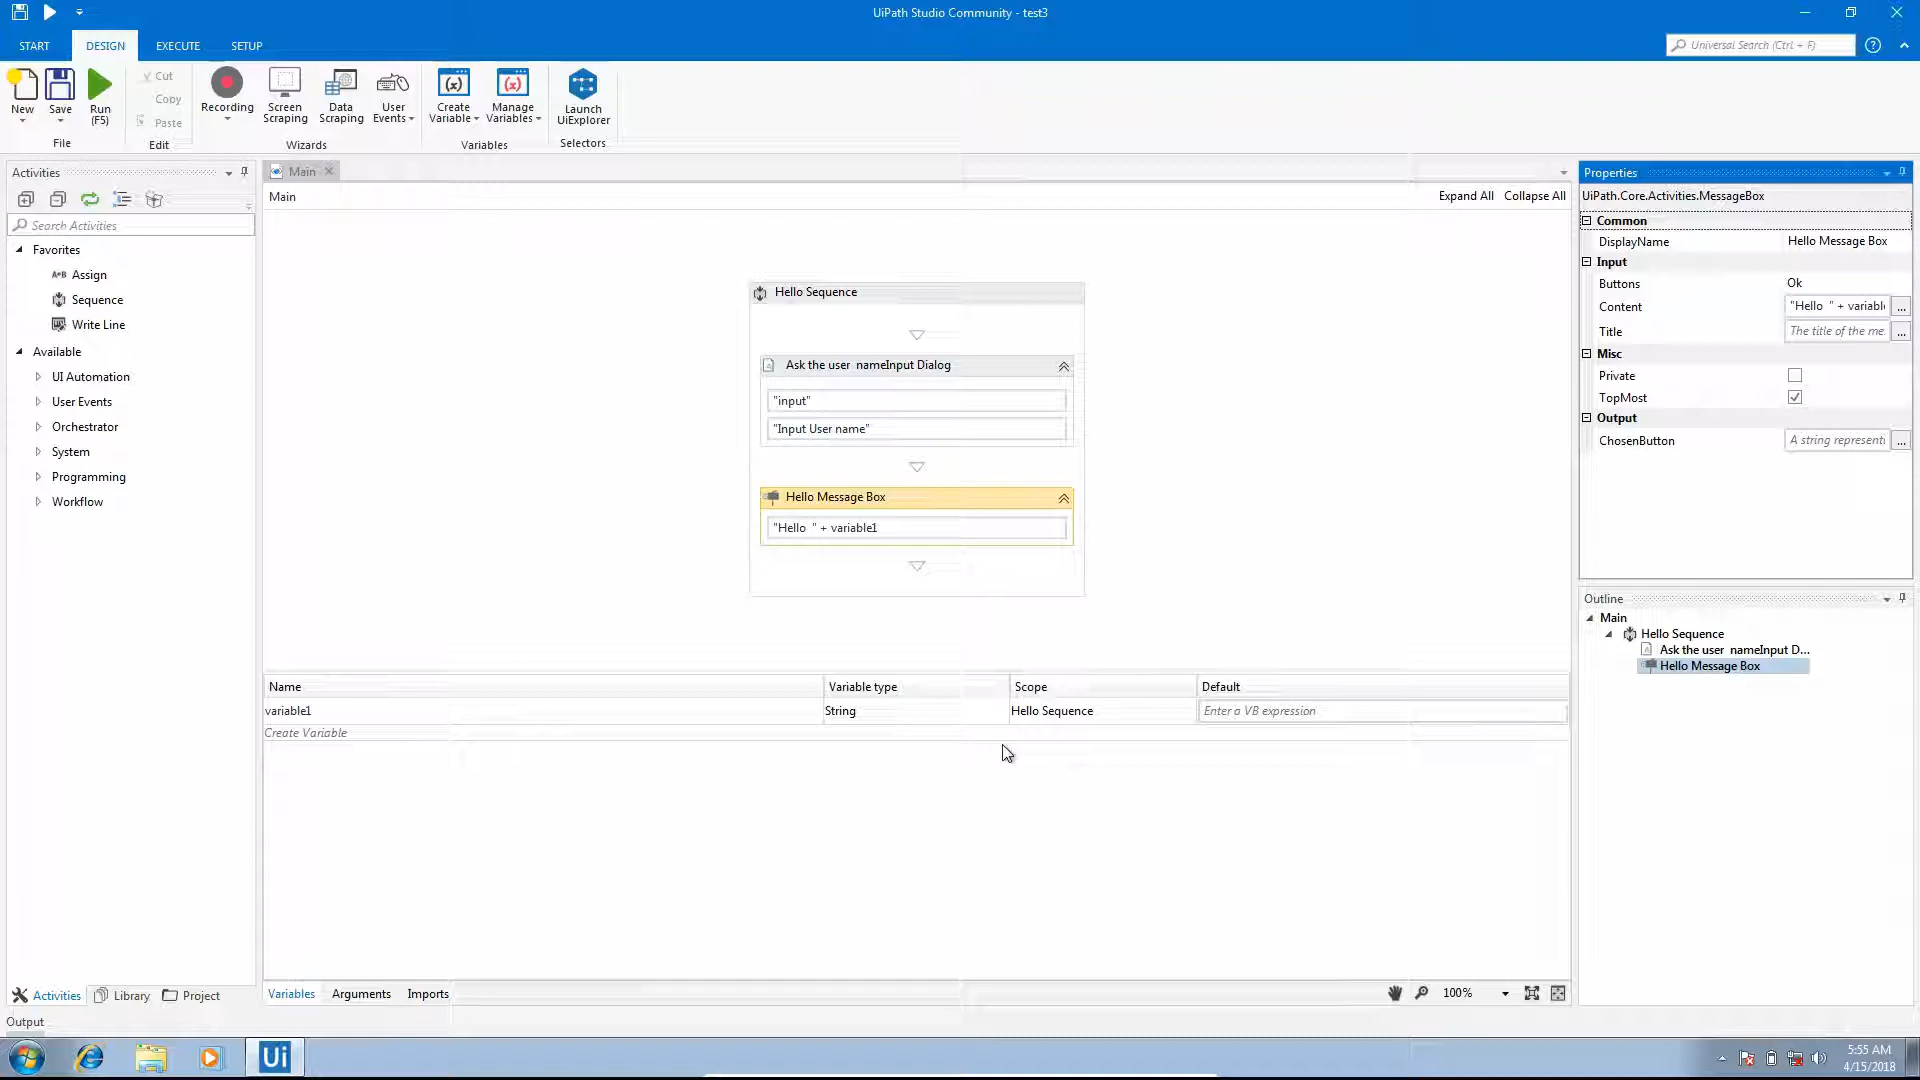 UiPath Studio Community - test3
START DESIGN EXECUTE SETUP
Universal Search (Ctrl + F)
New Save Run (F5)
Cut
Copy
Paste
Recording Screen Scraping Data Scraping User Events
Create Variable Manage Variables
Launch UiExplorer
File Edit Wizards Variables Selectors
Activities
Search Activities
Favorites
Assign
Sequence
Write Line
Available
UI Automation
User Events
Orchestrator
System
Programming
Workflow
Activities Library Project
Output
Main
Main Expand All Collapse All
Hello Sequence
Ask the user  nameInput Dialog
"input"
"Input User name"
Hello Message Box
"Hello  " + variable1
Name Variable type Scope Default
variable1 String Hello Sequence Enter a VB expression
Create Variable
Variables Arguments Imports
100%
Properties
UiPath.Core.Activities.MessageBox
Common
DisplayName Hello Message Box
Input
Buttons Ok
Content "Hello  " + variabl ...
Title The title of the me. ...
Misc
Private
TopMost
Output
ChosenButton A string represent ...
Outline
Main
Hello Sequence
Ask the user  nameInput D...
Hello Message Box
Ui
5:55 AM
4/15/2018